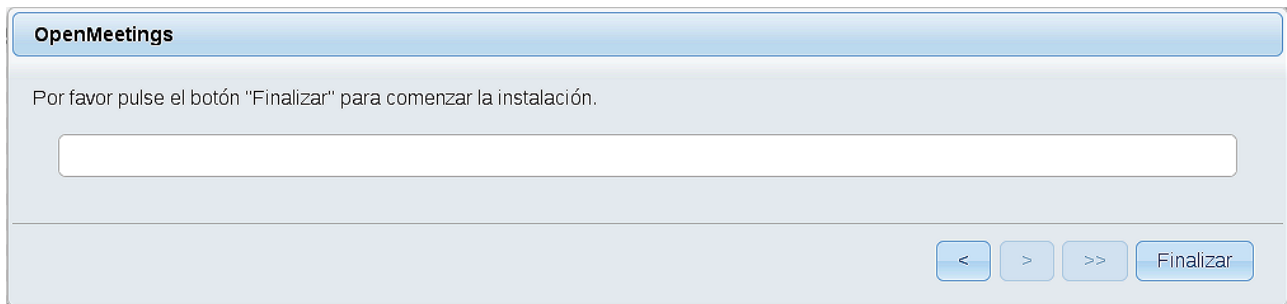 OpenMeetings
Por favor pulse el botón "Finalizar" para comenzar la instalación.
< > >> Finalizar